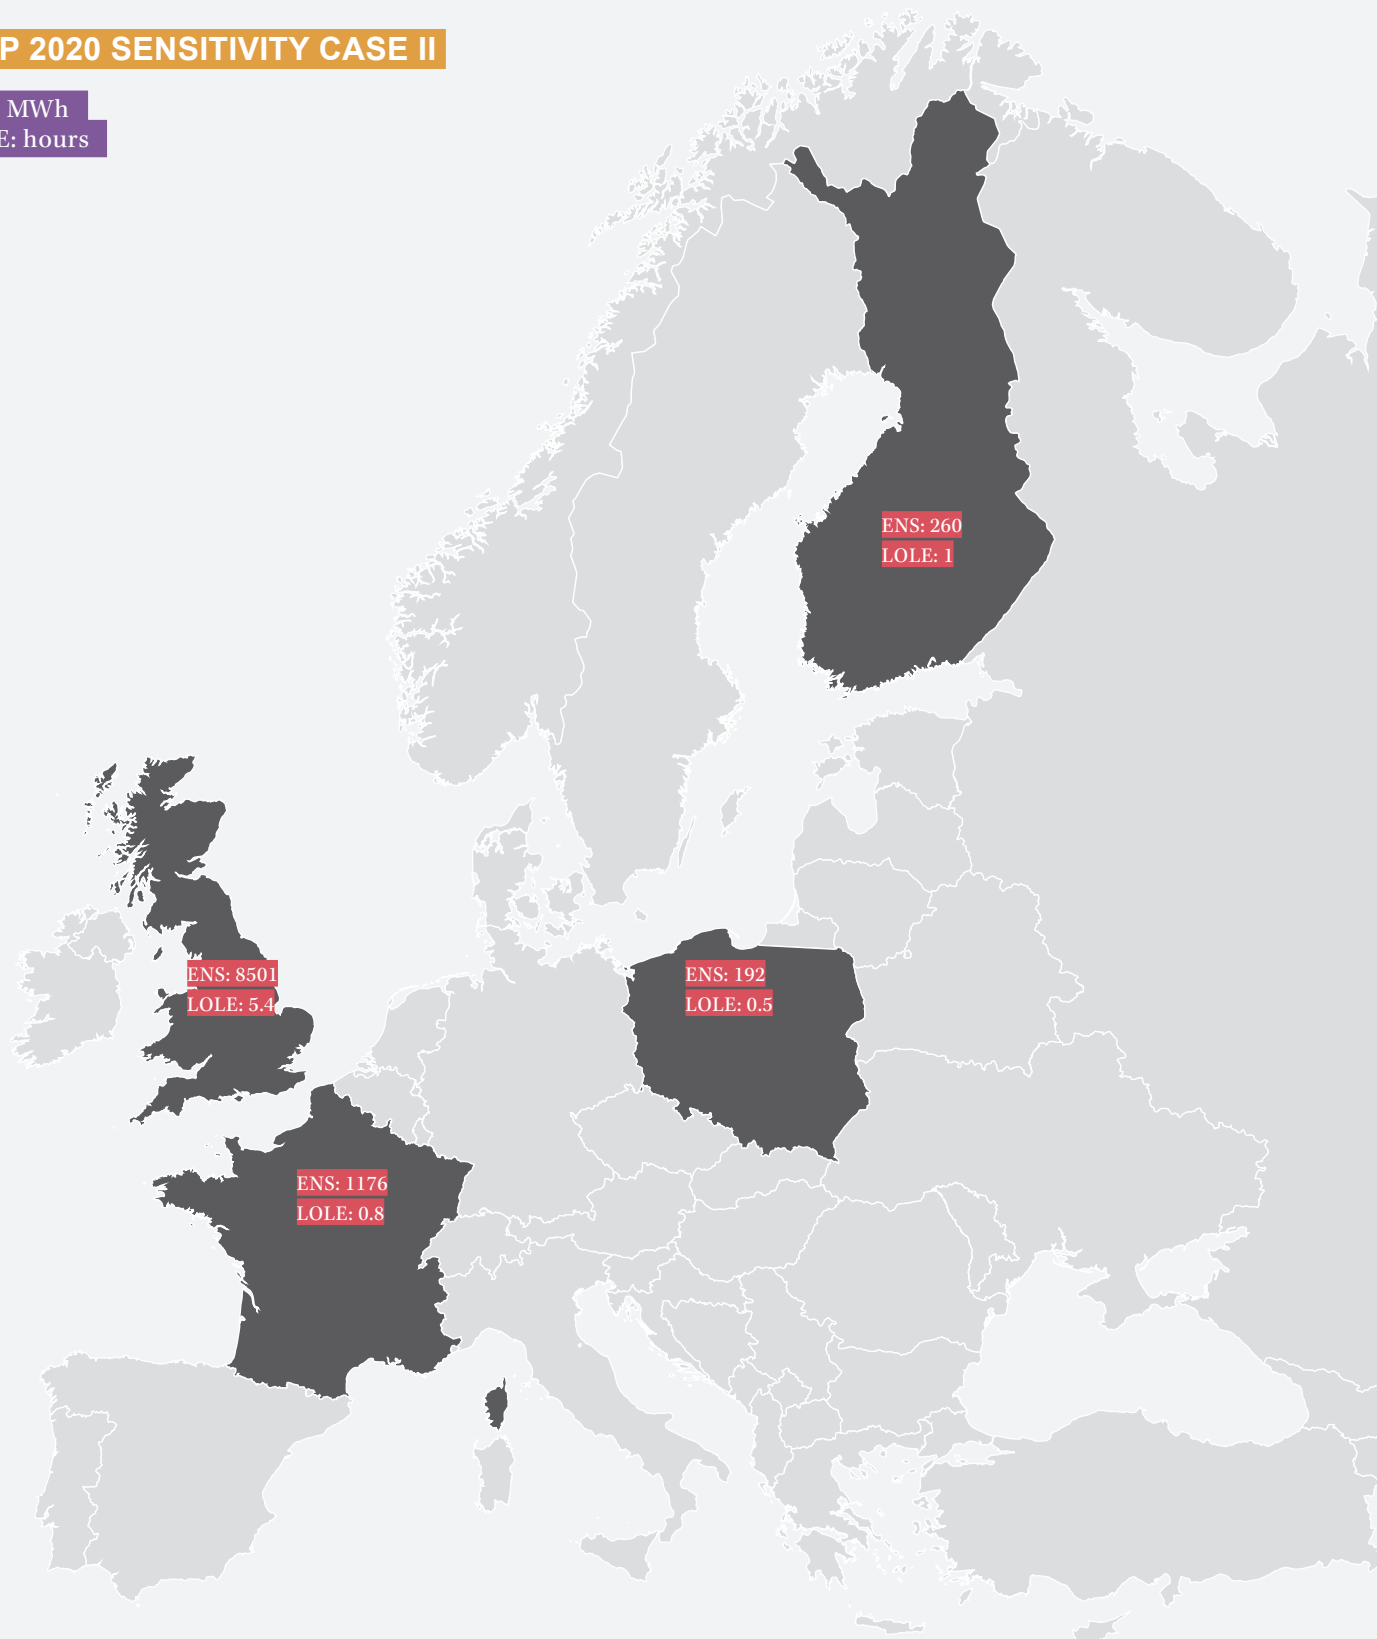 P 2020 SENSITIVITY CASE II
MWh
E: hours
ENS: 260
LOLE: 1
ENS: 8501
LOLE: 5.4
ENS: 192
LOLE: 0.5
ENS: 1176
LOLE: 0.8